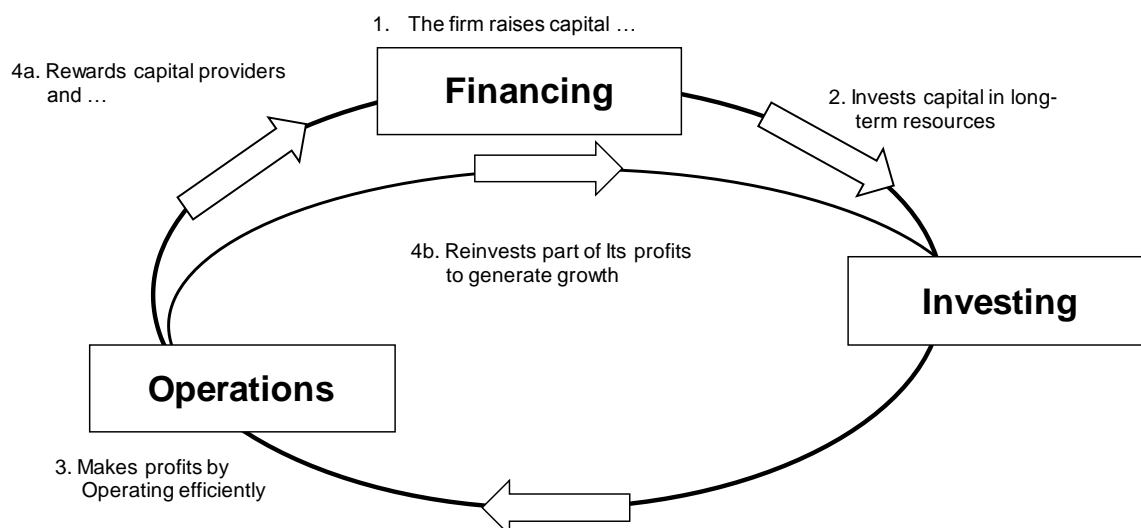 1. The firm raises capital …
Financing
4a. Rewards capital providers
and …
2. Invests capital in long-
term resources
4b. Reinvests part of Its profits
to generate growth
Investing
Operations
3. Makes profits by
Operating efficiently